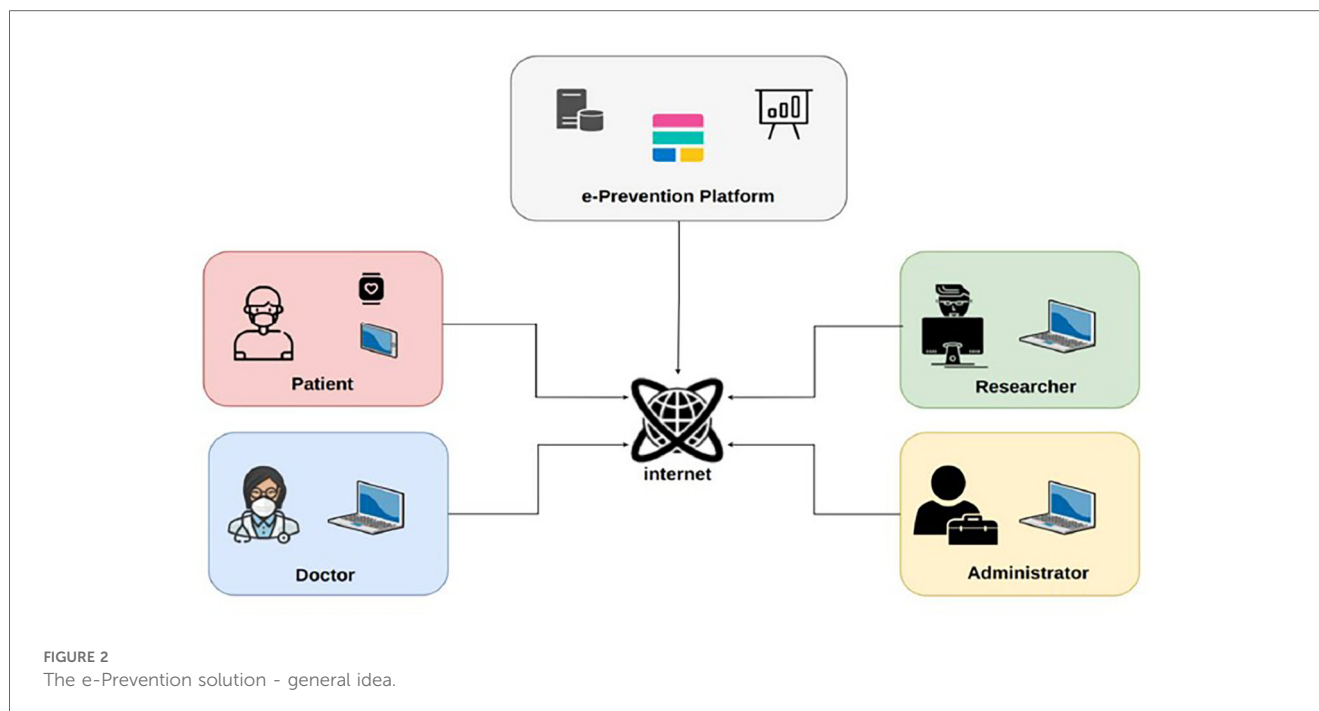 e-Prevention Platform
Patient
Researcher
internet
Doctor
Administrator
FIGURE 2
The e-Prevention solution - general idea.